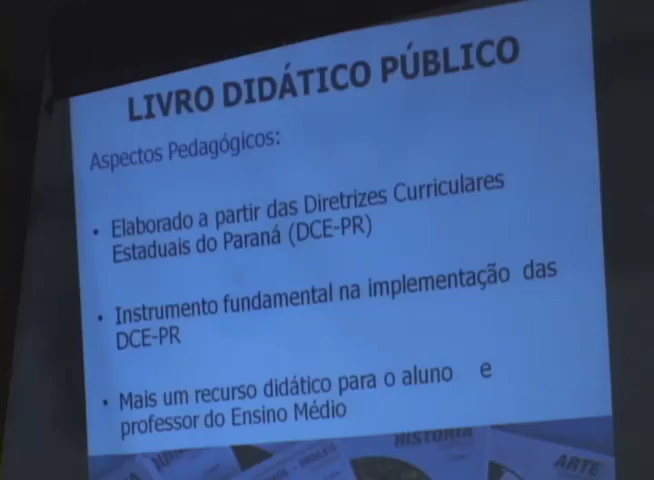 LIVRO DIDÁTICO PÚBLICO
Aspectos Pedagógicos:
• Elaborado a partir das Diretrizes Curriculares
Estaduais do Paraná (DCE-PR)
• Instrumento fundamental na implementação das
DCE-PR
• Mais um recurso didático para o aluno e
professor do Ensino Médio
HISTÓRIA
ARTE